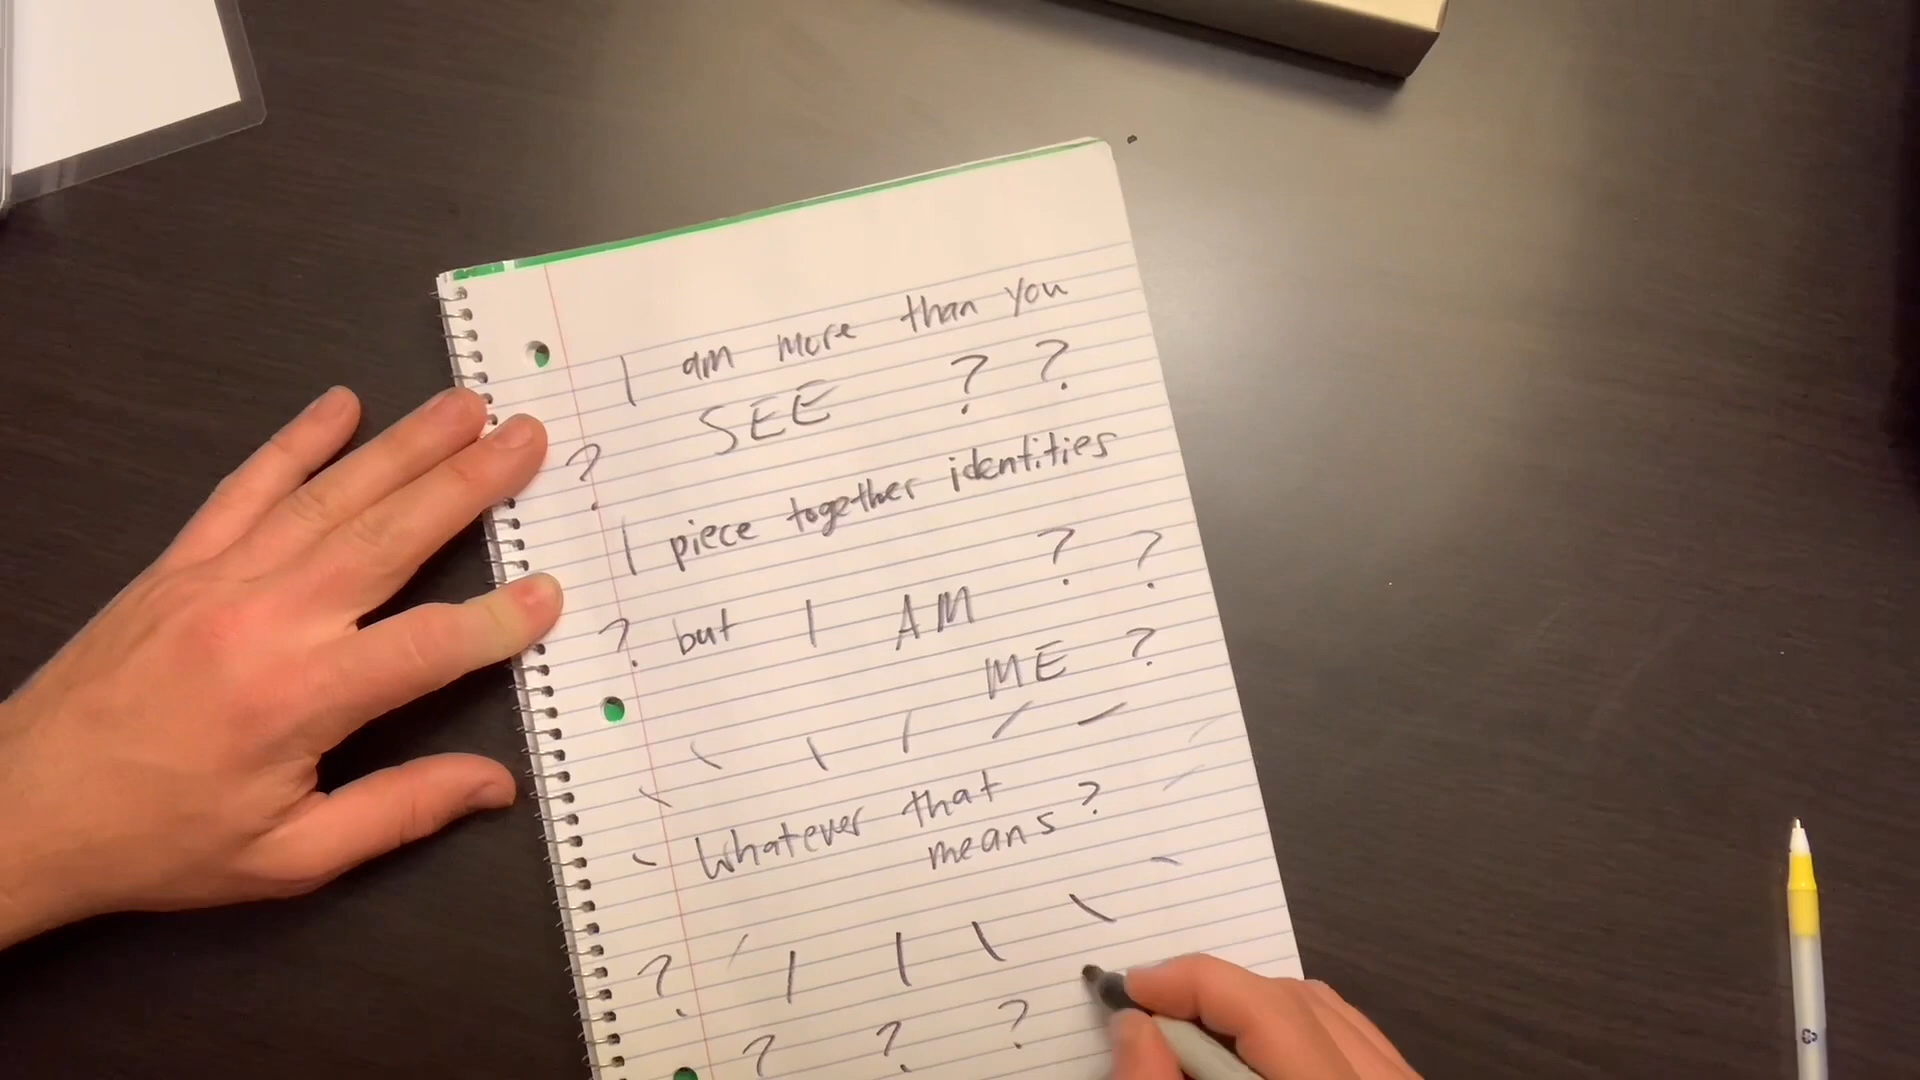 I am more than you
SEE ? ?
?
I piece together identities
? ?
? but I AM
ME ?
Whatever that
means?
?
? ? ?